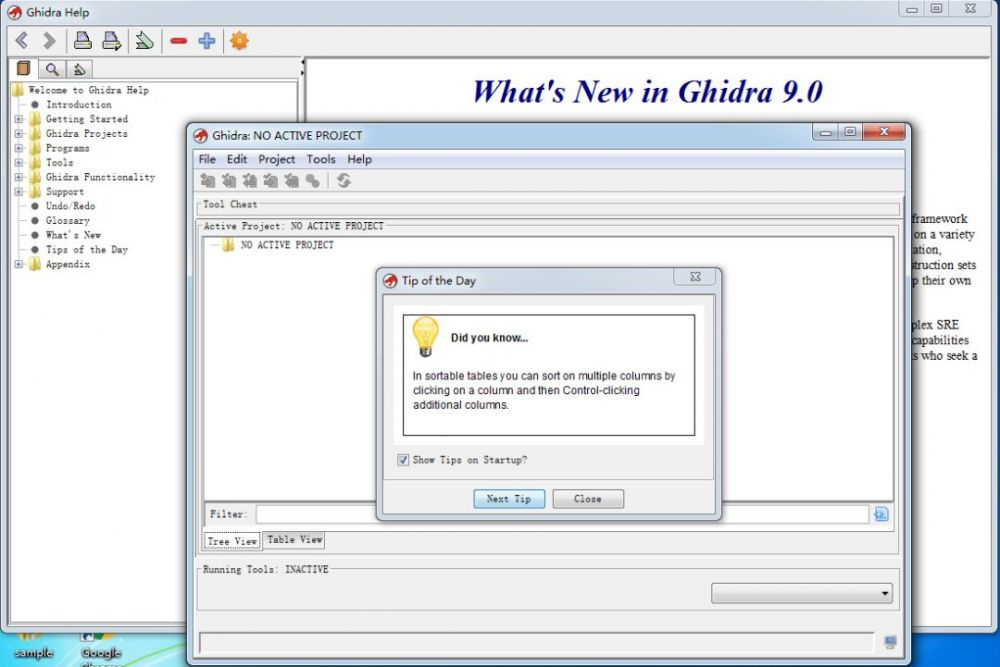 Ghidra Help
What's New in Ghidra 9.0
Welcome to Ghidra Help
Introduction
Getting Started
Ghidra Projects
Programs
Tools
Ghidra Functionality
Support
Undo/Redo
Glossary
What's New
Tips of the Day
Appendix
framework
on a variety
ation,
struction sets
p their own
plex SRE
capabilities
s who seek a
Ghidra: NO ACTIVE PROJECT
File Edit Project Tools Help
Tool Chest
Active Project: NO ACTIVE PROJECT
NO ACTIVE PROJECT
Tip of the Day
Did you know...
In sortable tables you can sort on multiple columns by
clicking on a column and then Control-clicking
additional columns.
Show Tips on Startup?
Next Tip Close
Filter:
Tree View Table View
Running Tools: INACTIVE
sample Google